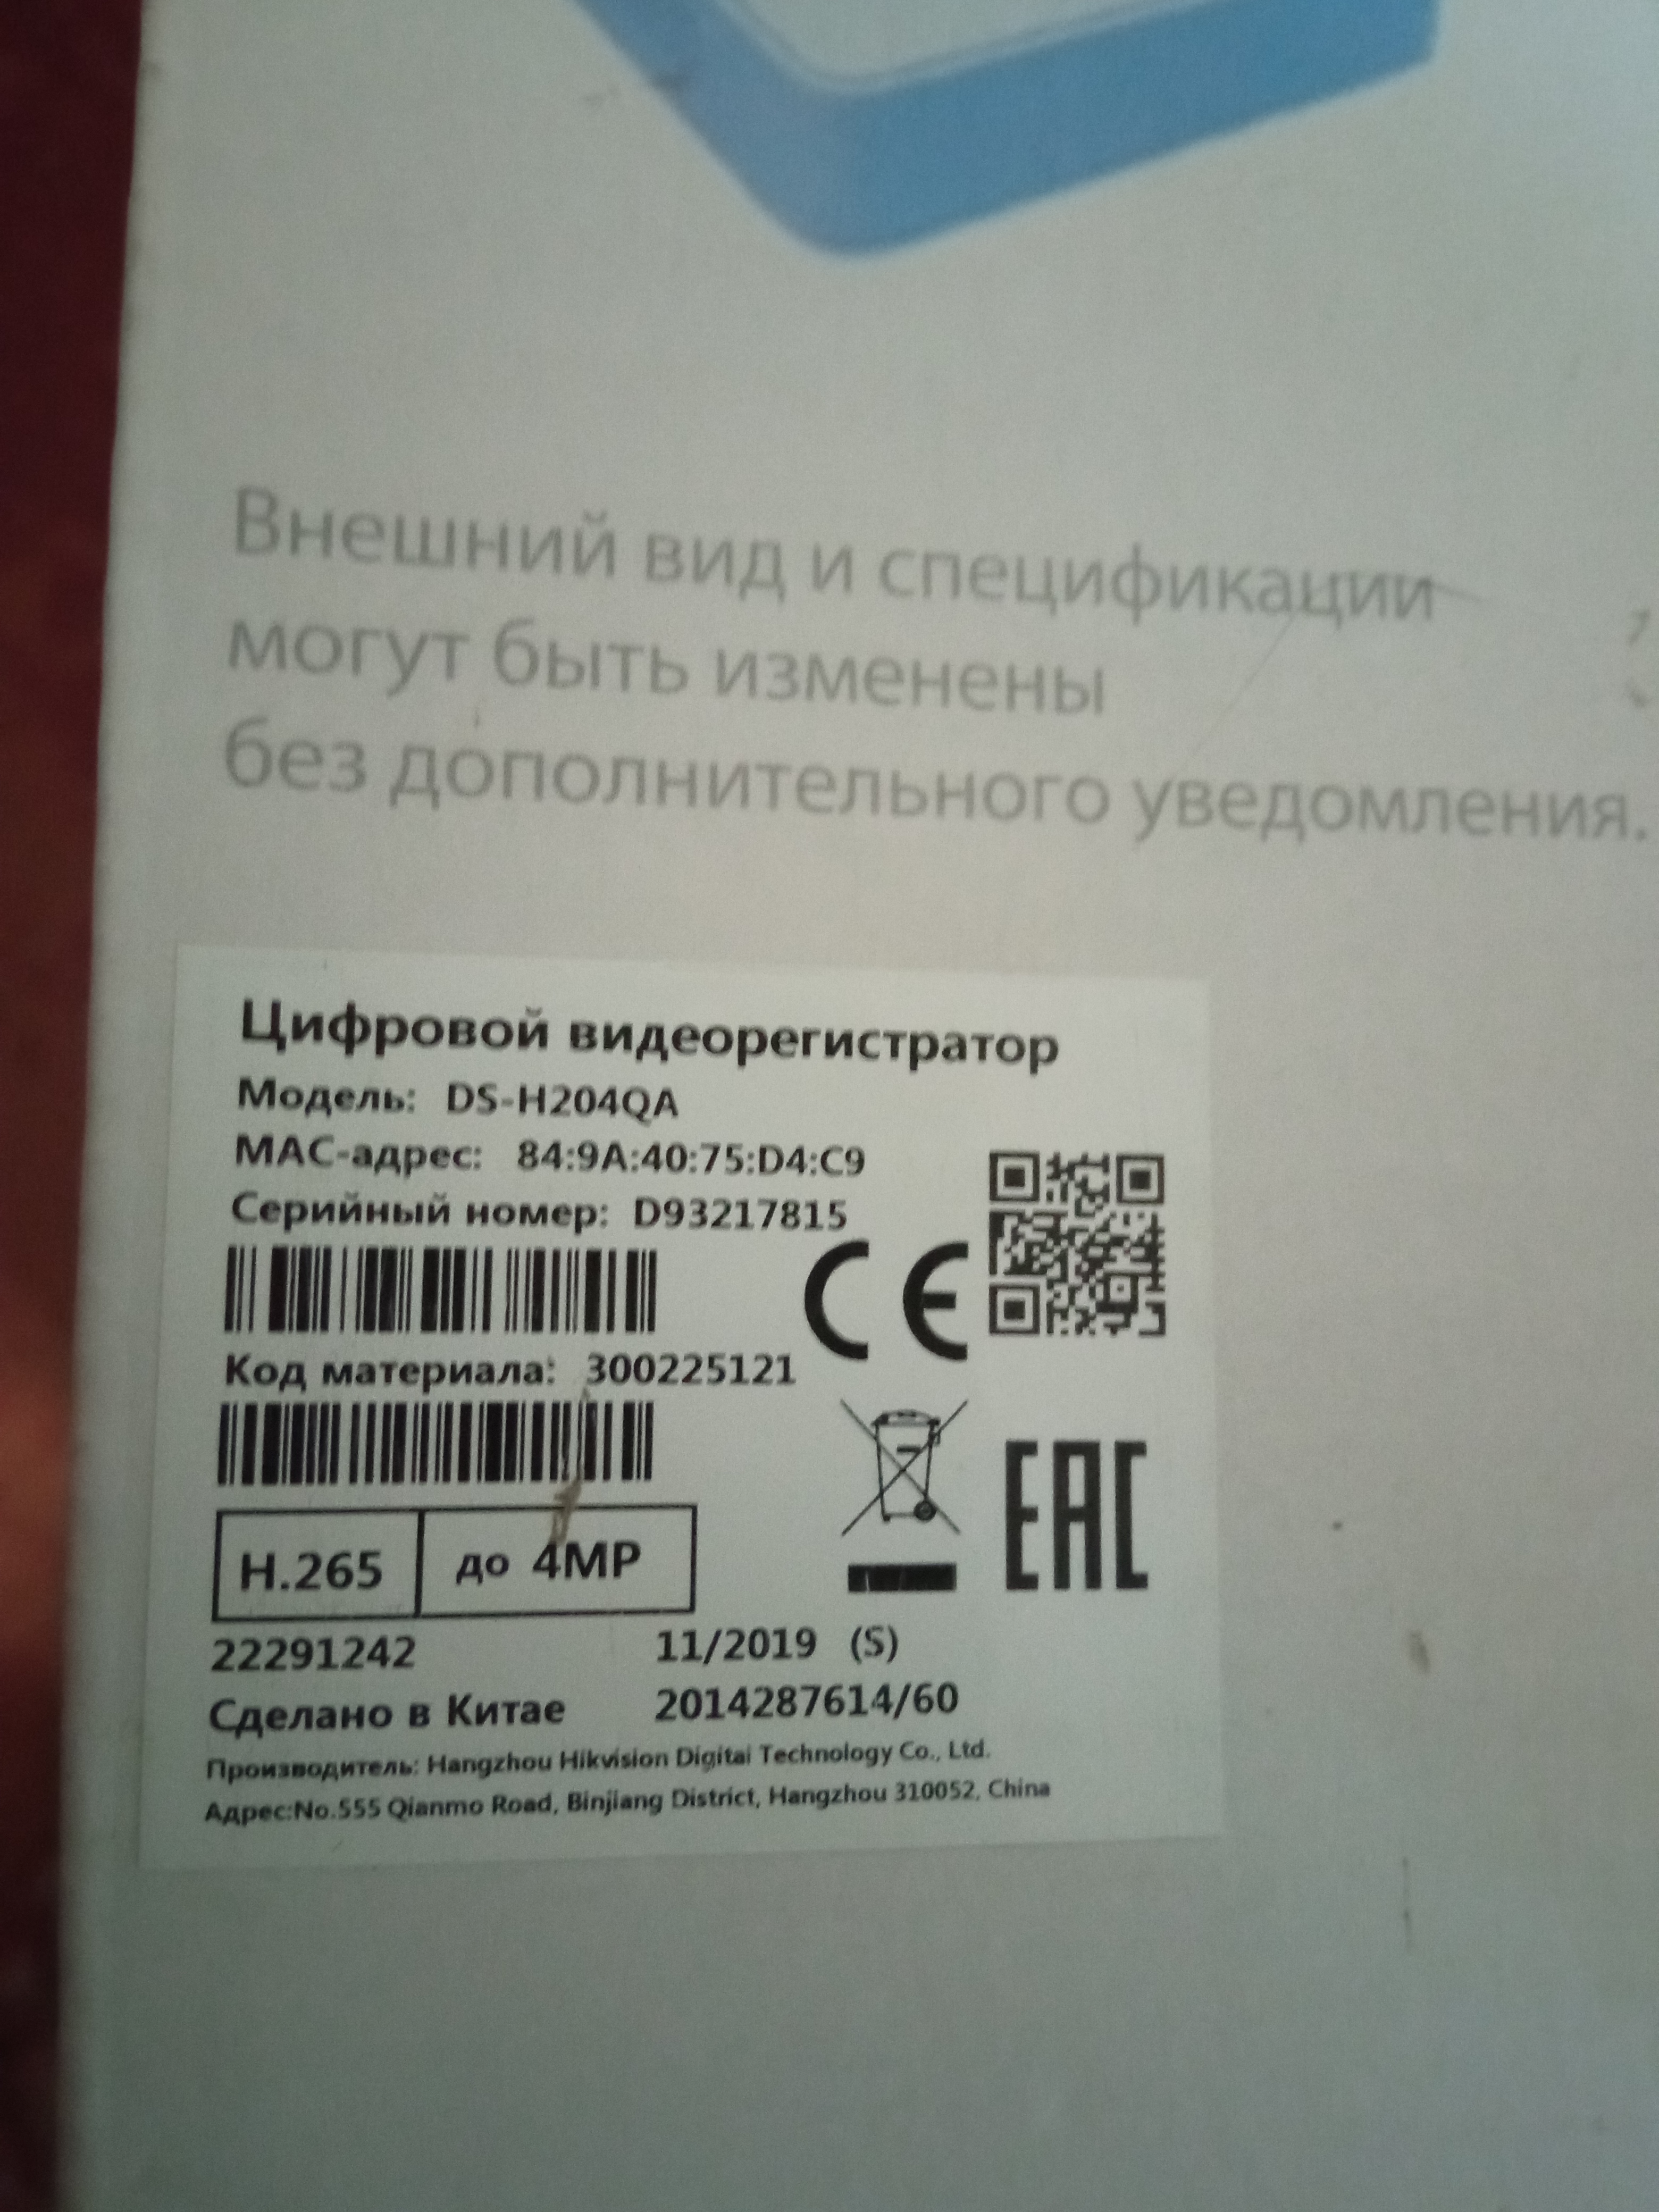 Внешний вид и спецификации
могут быть изменены
без дополнительного уведомления.
Цифровой видеорегистратор
Модель: DS-H204QA
МАС-адрес: 84:9A:40:75:D4:C9
Серийный номер: D93217815
CE
Код материала: 300225121
H.265 до 4MP
EAC
22291242 11/2019 (S)
Сделано в Китае 2014287614/60
Производитель: Hangzhou Hikvision Digital Technology Co., Ltd.
Адрес:No.555 Qianmo Road, Binjiang District, Hangzhou 310052, China